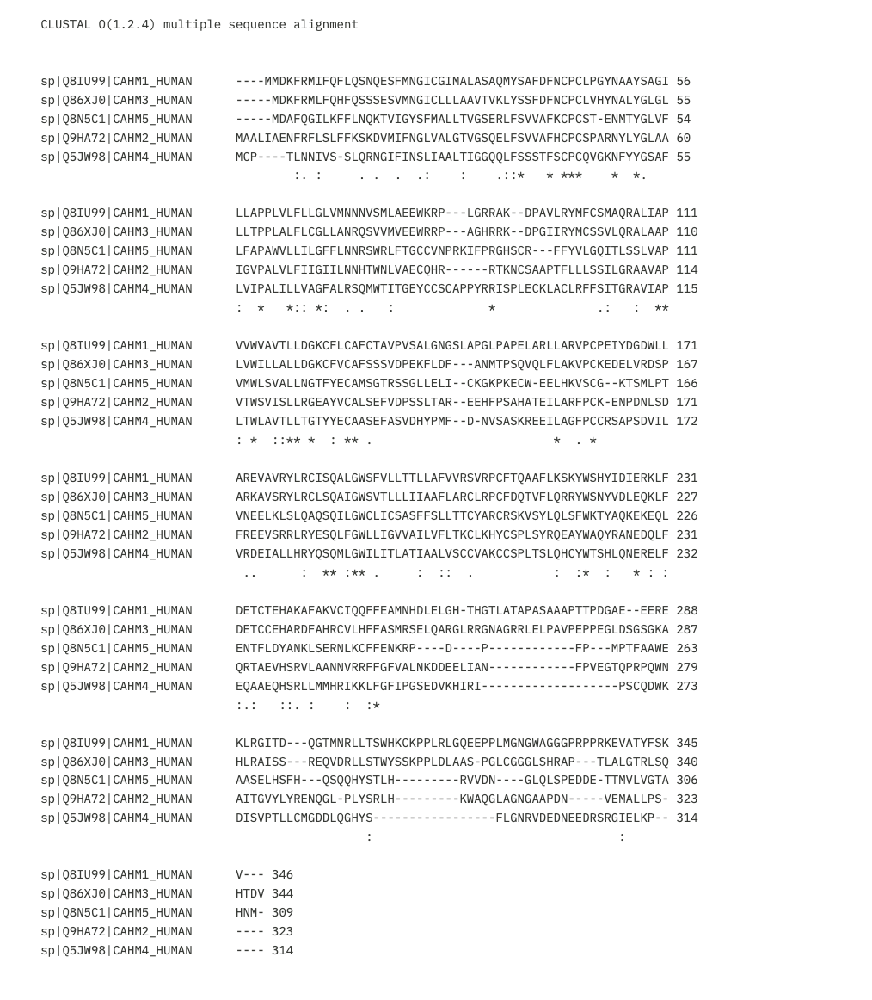 CLUSTAL O(1.2.4) multiple sequence alignment
sp|Q8IU99|CAHM1_HUMAN      ----MMDKFRMIFQFLQSNQESFMNGICGIMALASAQMYSAFDFNCPCLPGYNAAYSAGI 56
sp|Q86XJ0|CAHM3_HUMAN      -----MDKFRMLFQHFQSSSESVMNGICLLLAAVTVKLYSSFDFNCPCLVHYNALYGLGL 55
sp|Q8N5C1|CAHM5_HUMAN      -----MDAFQGILKFFLNQKTVIGYSFMALLTVGSERLFSVVAFKCPCST-ENMTYGLVF 54
sp|Q9HA72|CAHM2_HUMAN      MAALIAENFRFLSLFFKSKDVMIFNGLVALGTVGSQELFSVVAFHCPCSPARNYLYGLAA 60
sp|Q5JW98|CAHM4_HUMAN      MCP----TLNNIVS-SLQRNGIFINSLIAALTIGGQQLFSSSTFSCPCQVGKNFYYGSAF 55
                                   :. :     . .  .  .:    :    .::*   * ***    *  *.
sp|Q8IU99|CAHM1_HUMAN      LLAPPLVLFLLGLVMNNNVSMLAEEWKRP---LGRRAK--DPAVLRYMFCSMAQRALIAP 111
sp|Q86XJ0|CAHM3_HUMAN      LLTPPLALFLCGLLANRQSVVMVEEWRRP---AGHRRK--DPGIIRYMCSSVLQRALAAP 110
sp|Q8N5C1|CAHM5_HUMAN      LFAPAWVLLILGFFLNNRSWRLFTGCCVNPRKIFPRGHSCR---FFYVLGQITLSSLVAP 111
sp|Q9HA72|CAHM2_HUMAN      IGVPALVLFIIGIILNNHTWNLVAECQHR------RTKNCSAAPTFLLLSSILGRAAVAP 114
sp|Q5JW98|CAHM4_HUMAN      LVIPALILLVAGFALRSQMWTITGEYCCSCAPPYRRISPLECKLACLRFFSITGRAVIAP 115
                           :  *   *:: *:  . .   :             *              .:   :  **
sp|Q8IU99|CAHM1_HUMAN      VVWVAVTLLDGKCFLCAFCTAVPVSALGNGSLAPGLPAPELARLLARVPCPEIYDGDWLL 171
sp|Q86XJ0|CAHM3_HUMAN      LVWILLALLDGKCFVCAFSSSVDPEKFLDF---ANMTPSQVQLFLAKVPCKEDELVRDSP 167
sp|Q8N5C1|CAHM5_HUMAN      VMWLSVALLNGTFYECAMSGTRSSGLLELI--CKGKPKECW-EELHKVSCG--KTSMLPT 166
sp|Q9HA72|CAHM2_HUMAN      VTWSVISLLRGEAYVCALSEFVDPSSLTAR--EEHFPSAHATEILARFPCK-ENPDNLSD 171
sp|Q5JW98|CAHM4_HUMAN      LTWLAVTLLTGTYYECAASEFASVDHYPMF--D-NVSASKREEILAGFPCCRSAPSDVIL 172
                           : *  ::** *  : ** .                         *  . *
sp|Q8IU99|CAHM1_HUMAN      AREVAVRYLRCISQALGWSFVLLTTLLAFVVRSVRPCFTQAAFLKSKYWSHYIDIERKLF 231
sp|Q86XJ0|CAHM3_HUMAN      ARKAVSRYLRCLSQAIGWSVTLLLIIAAFLARCLRPCFDQTVFLQRRYWSNYVDLEQKLF 227
sp|Q8N5C1|CAHM5_HUMAN      VNEELKLSLQAQSQILGWCLICSASFFSLLTTCYARCRSKVSYLQLSFWKTYAQKEKEQL 226
sp|Q9HA72|CAHM2_HUMAN      FREEVSRRLRYESQLFGWLLIGVVAILVFLTKCLKHYCSPLSYRQEAYWAQYRANEDQLF 231
sp|Q5JW98|CAHM4_HUMAN      VRDEIALLHRYQSQMLGWILITLATIAALVSCCVAKCCSPLTSLQHCYWTSHLQNERELF 232
                            ..      :  ** :** .     :  ::  .           :  :*  :   * : :
sp|Q8IU99|CAHM1_HUMAN      DETCTEHAKAFAKVCIQQFFEAMNHDLELGH-THGTLATAPASAAAPTTPDGAE--EERE 288
sp|Q86XJ0|CAHM3_HUMAN      DETCCEHARDFAHRCVLHFFASMRSELQARGLRRGNAGRRLELPAVPEPPEGLDSGSGKA 287
sp|Q8N5C1|CAHM5_HUMAN      ENTFLDYANKLSERNLKCFFENKRP----D----P------------FP---MPTFAAWE 263
sp|Q9HA72|CAHM2_HUMAN      QRTAEVHSRVLAANNVRRFFGFVALNKDDEELIAN------------FPVEGTQPRPQWN 279
sp|Q5JW98|CAHM4_HUMAN      EQAAEQHSRLLMMHRIKKLFGFIPGSEDVKHIRI-------------------PSCQDWK 273
                           :.:   ::. :    :  :*
sp|Q8IU99|CAHM1_HUMAN      KLRGITD---QGTMNRLLTSWHKCKPPLRLGQEEPPLMGNGWAGGGPRPPRKEVATYFSK 345
sp|Q86XJ0|CAHM3_HUMAN      HLRAISS---REQVDRLLSTWYSSKPPLDLAAS-PGLCGGGLSHRAP---TLALGTRLSQ 340
sp|Q8N5C1|CAHM5_HUMAN      AASELHSFH---QSQQHYSTLH---------RVVDN----GLQLSPEDDE-TTMVLVGTA 306
sp|Q9HA72|CAHM2_HUMAN      AITGVYLYRENQGL-PLYSRLH---------KWAQGLAGNGAAPDN-----VEMALLPS- 323
sp|Q5JW98|CAHM4_HUMAN      DISVPTLLCMGDDLQGHYS-----------------FLGNRVDEDNEEDRSRGIELKP-- 314
                                             :                                  :
sp|Q8IU99|CAHM1_HUMAN      V--- 346
sp|Q86XJ0|CAHM3_HUMAN      HTDV 344
sp|Q8N5C1|CAHM5_HUMAN      HNM- 309
sp|Q9HA72|CAHM2_HUMAN      ---- 323
sp|Q5JW98|CAHM4_HUMAN      ---- 314